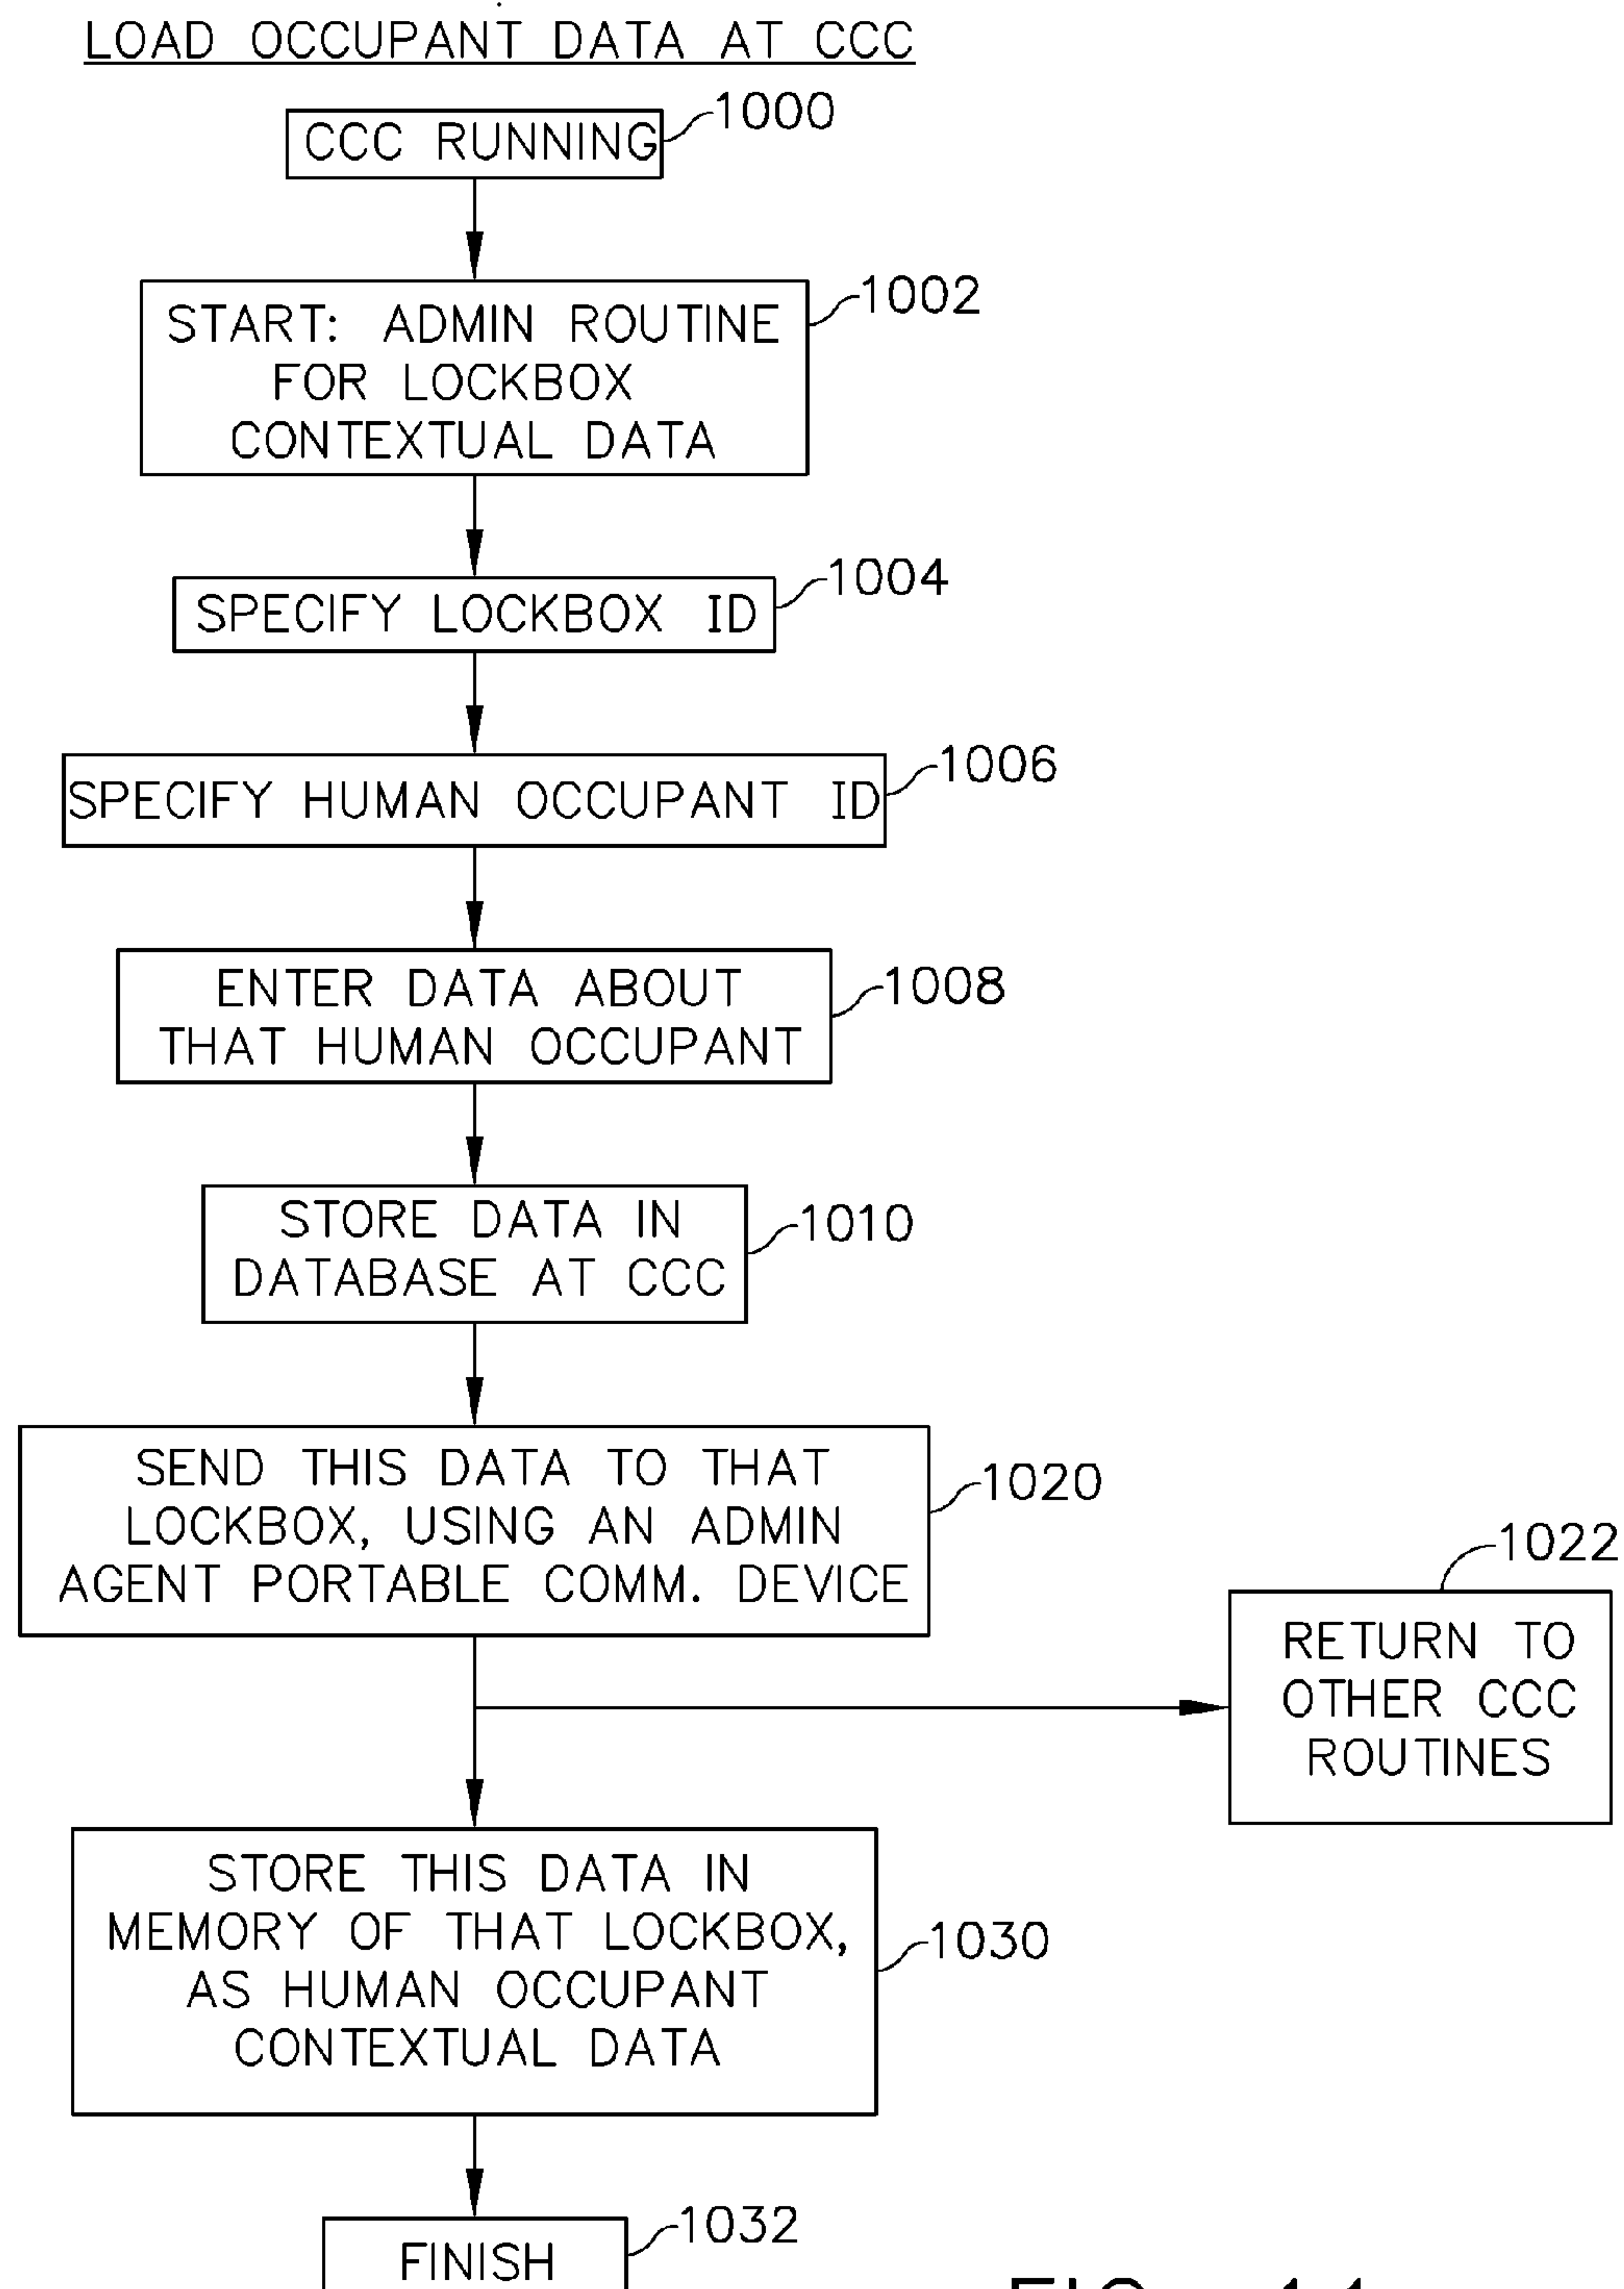 LOAD OCCUPANT DATA AT CCC
CCC RUNNING
1000
START: ADMIN ROUTINE
FOR LOCKBOX
CONTEXTUAL DATA
1002
SPECIFY LOCKBOX ID
1004
SPECIFY HUMAN OCCUPANT ID
1006
ENTER DATA ABOUT
THAT HUMAN OCCUPANT
1008
STORE DATA IN
DATABASE AT CCC
1010
SEND THIS DATA TO THAT
LOCKBOX, USING AN ADMIN
AGENT PORTABLE COMM. DEVICE
1020
1022
RETURN TO
OTHER CCC
ROUTINES
STORE THIS DATA IN
MEMORY OF THAT LOCKBOX,
AS HUMAN OCCUPANT
CONTEXTUAL DATA
1030
FINISH
1032